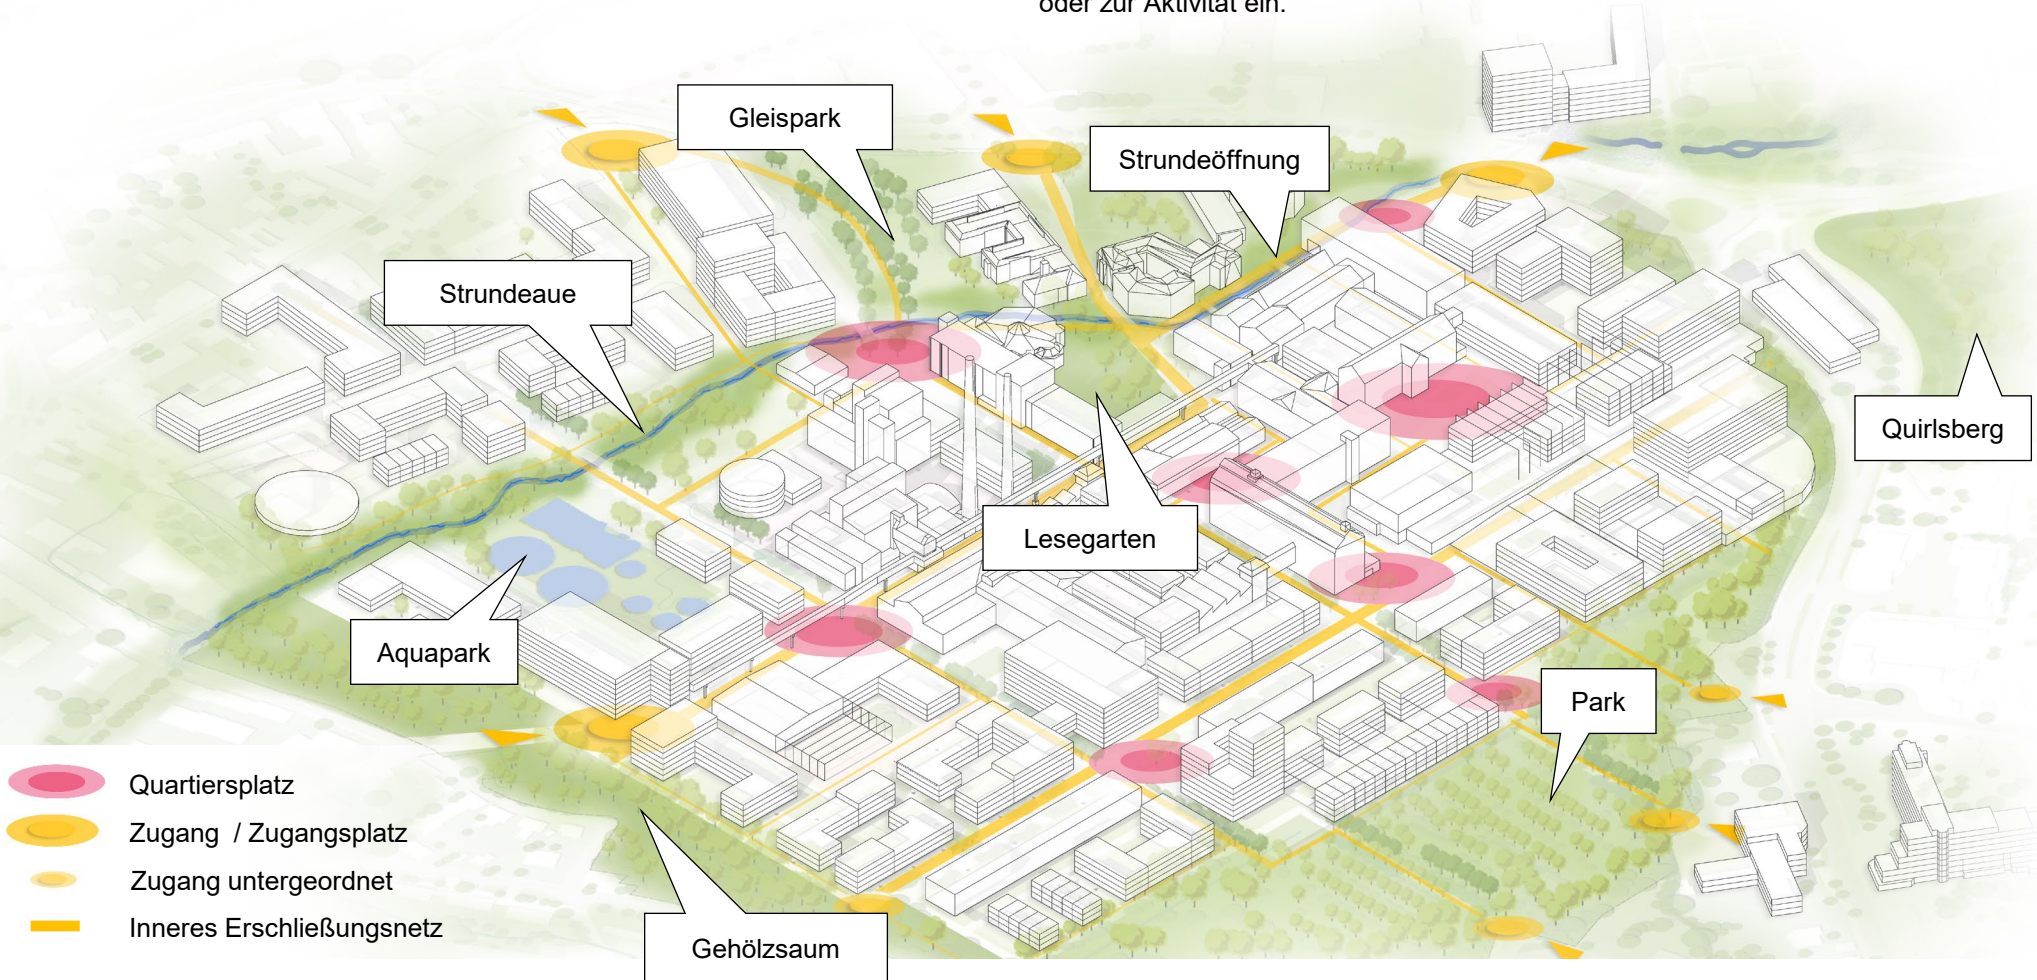 oder zur Aktivität ein.
Gleispark
Strundeöffnung
Strundeaue
Quirlsberg
Lesegarten
Aquapark
Park
Quartiersplatz
Zugang / Zugangsplatz
Zugang untergeordnet
Inneres Erschließungsnetz
Gehölzsaum